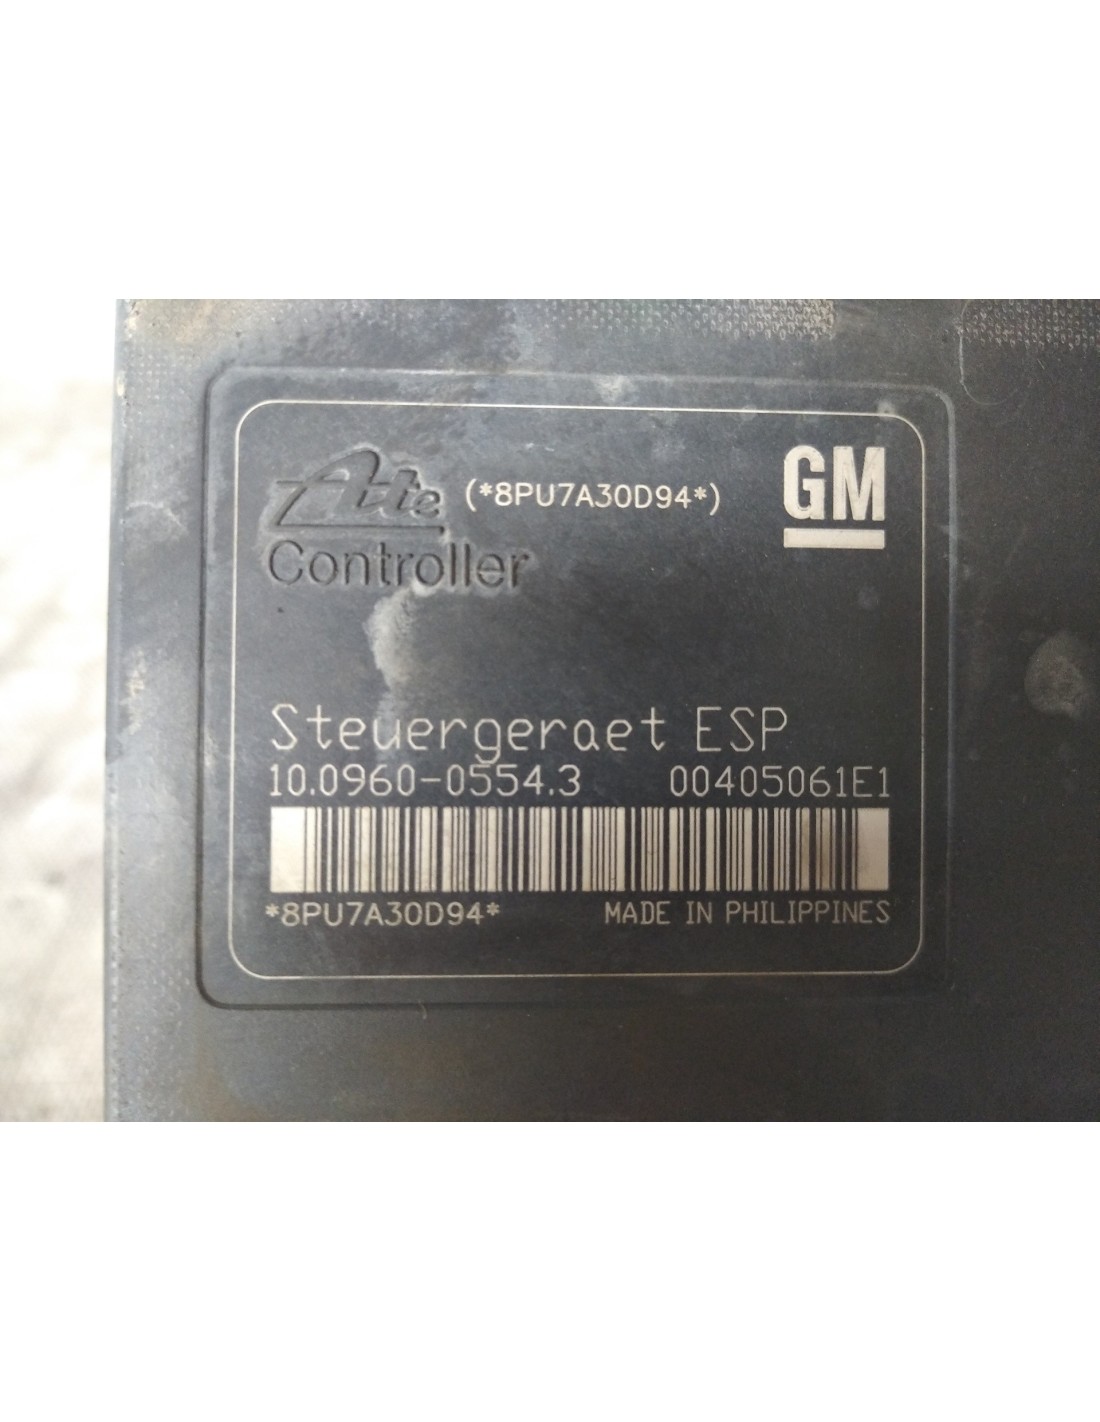 Ate (*8PU7A30D94*) GM
Controller
Steuergeraet ESP
10.0960-0554.3 00405061E1
*8PU7A30D94* MADE IN PHILIPPINES